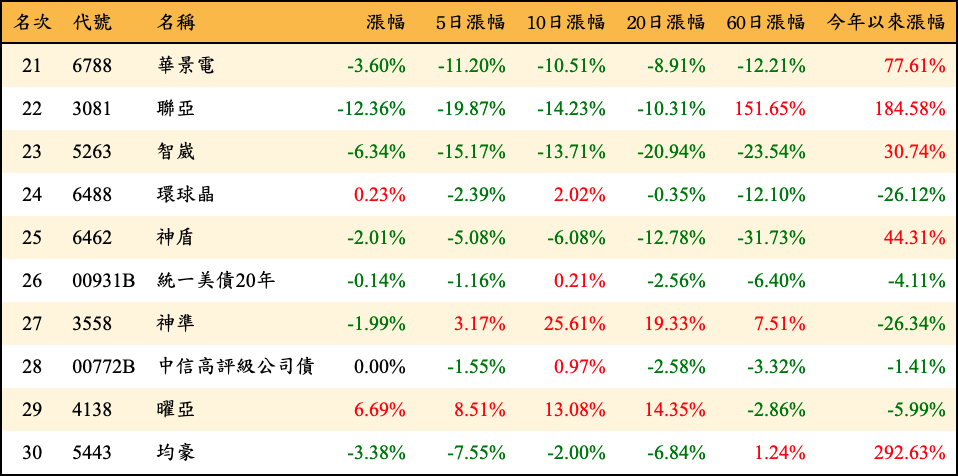 名次 代號 名稱 漲幅 5日漲幅 10日漲幅 20日漲幅 60日漲幅 今年以來漲幅
21 6788 華景電 -3.60% -11.20% -10.51% -8.91% -12.21% 77.61%
22 3081 聯亞 -12.36% -19.87% -14.23% -10.31% 151.65% 184.58%
23 5263 智崴 -6.34% -15.17% -13.71% -20.94% -23.54% 30.74%
24 6488 環球晶 0.23% -2.39% 2.02% -0.35% -12.10% -26.12%
25 6462 神盾 -2.01% -5.08% -6.08% -12.78% -31.73% 44.31%
26 00931B 統一美債20年 -0.14% -1.16% 0.21% -2.56% -6.40% -4.11%
27 3558 神準 -1.99% 3.17% 25.61% 19.33% 7.51% -26.34%
28 00772B 中信高評級公司債 0.00% -1.55% 0.97% -2.58% -3.32% -1.41%
29 4138 曜亞 6.69% 8.51% 13.08% 14.35% -2.86% -5.99%
30 5443 均豪 -3.38% -7.55% -2.00% -6.84% 1.24% 292.63%